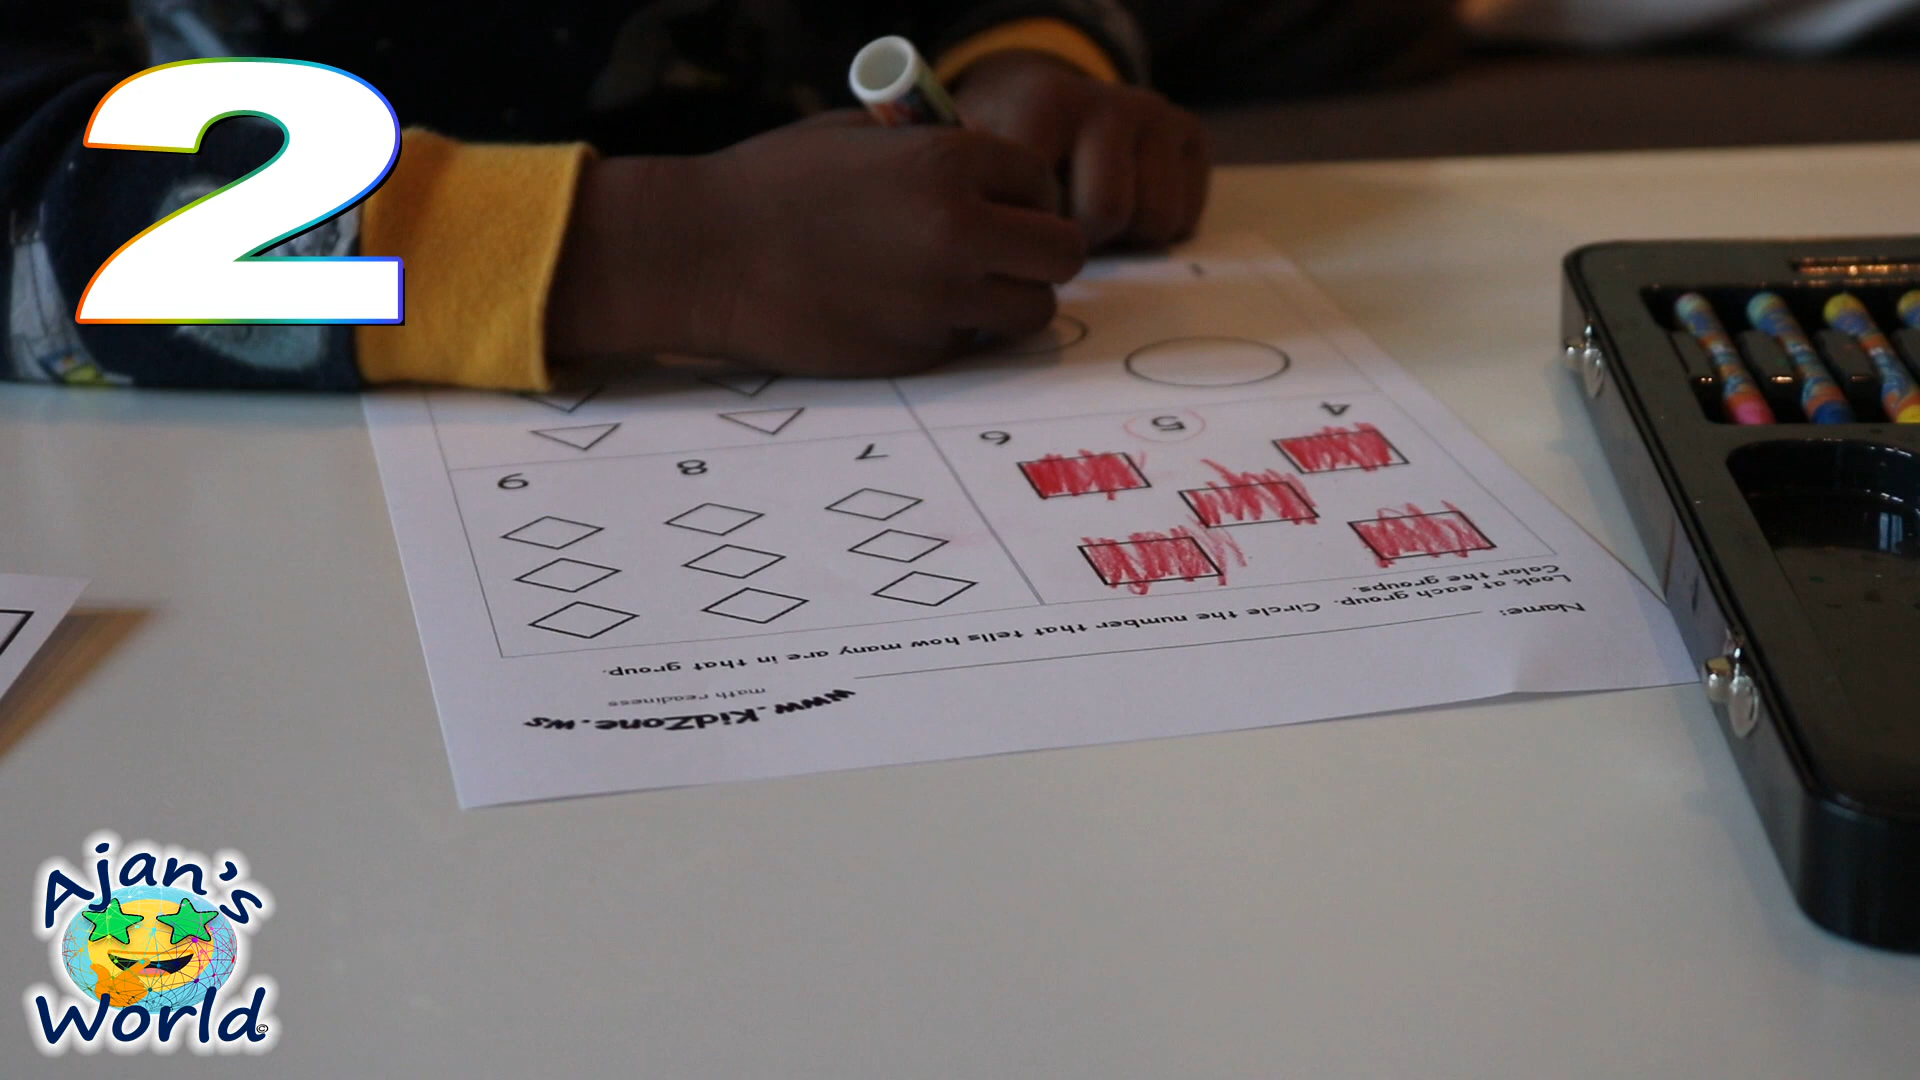 2
www.kidZone.ws
math readiness
Name:
Look at each group. Circle the number that tells how many are in that group.
Color the groups.
4 5 6
7 8 9
Ajan's
World©